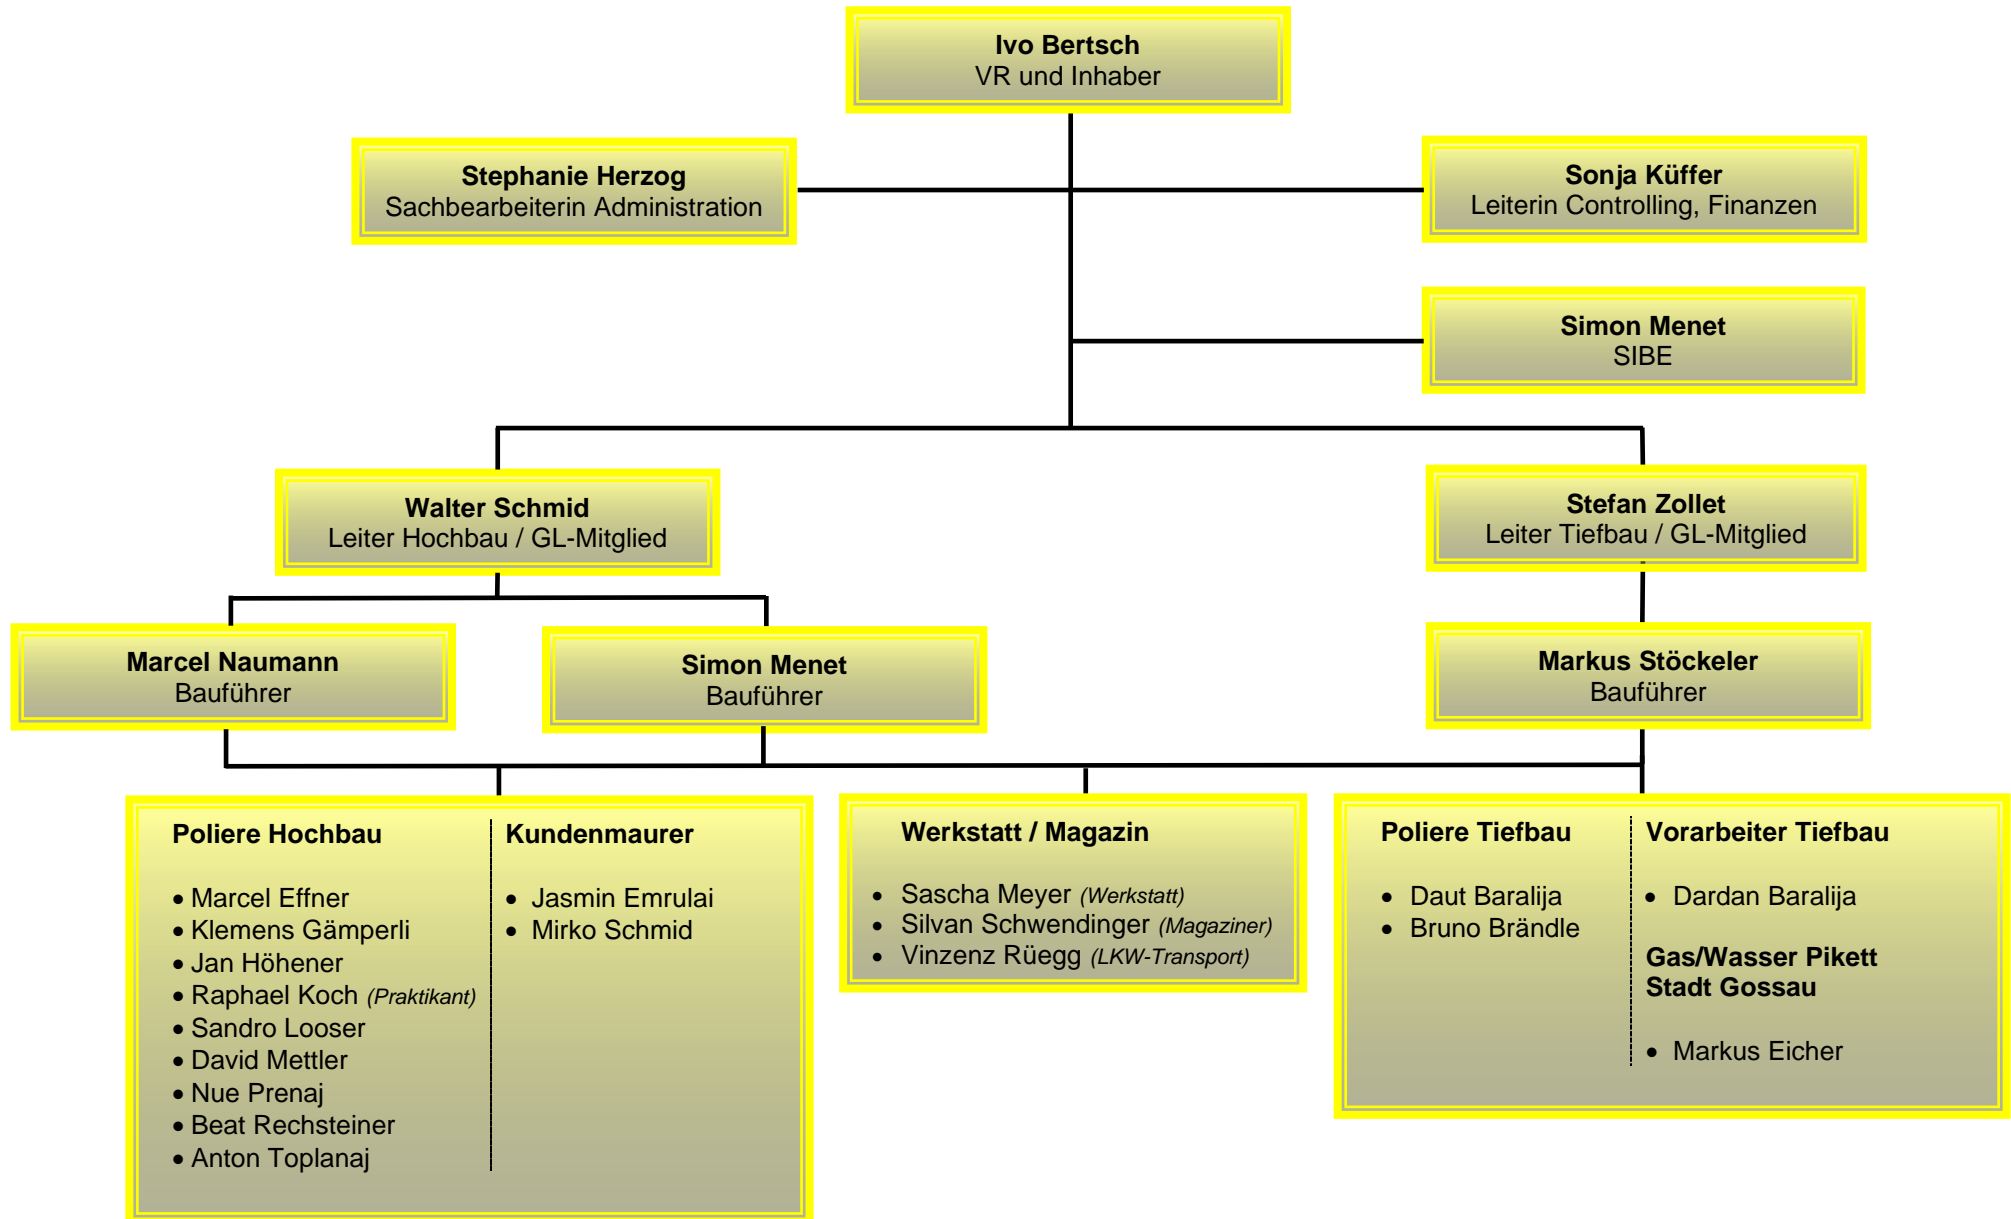 Ivo Bertsch
VR und Inhaber
Stephanie Herzog
Sachbearbeiterin Administration
Sonja Küffer
Leiterin Controlling, Finanzen
Simon Menet
SIBE
Walter Schmid
Leiter Hochbau / GL-Mitglied
Stefan Zollet
Leiter Tiefbau / GL-Mitglied
Marcel Naumann
Bauführer
Simon Menet
Bauführer
Markus Stöckeler
Bauführer
Poliere Hochbau
• Marcel Effner
• Klemens Gämperli
• Jan Höhener
• Raphael Koch (Praktikant)
• Sandro Looser
• David Mettler
• Nue Prenaj
• Beat Rechsteiner
• Anton Toplanaj
Kundenmaurer
• Jasmin Emrulai
• Mirko Schmid
Werkstatt / Magazin
• Sascha Meyer (Werkstatt)
• Silvan Schwendinger (Magaziner)
• Vinzenz Rüegg (LKW-Transport)
Poliere Tiefbau
• Daut Baralija
• Bruno Brändle
Vorarbeiter Tiefbau
• Dardan Baralija
Gas/Wasser Pikett
Stadt Gossau
• Markus Eicher